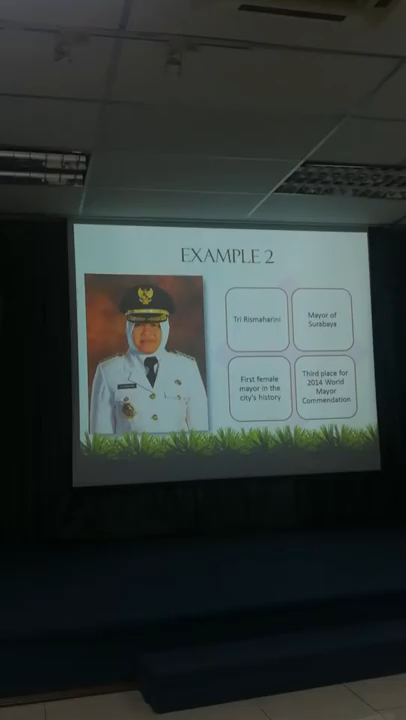 EXAMPLE 2
Tri Rismaharini
Mayor of
Surabaya
First female
mayor in the
city's history
Third place for
2014 World
Mayor
Commendation